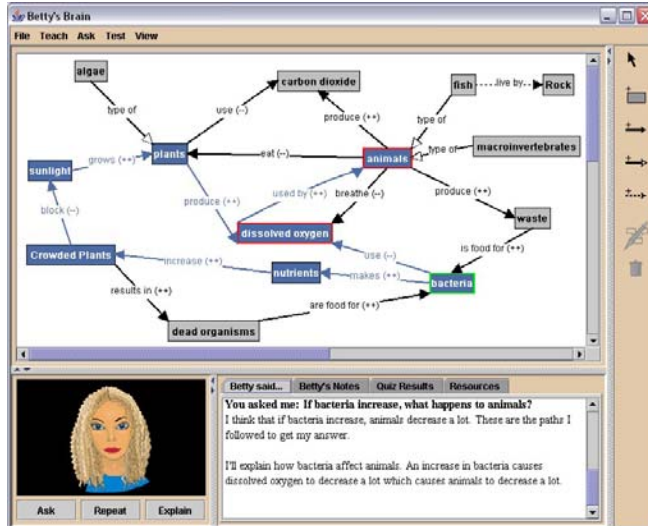 Betty's Brain
File Teach Ask Test View
algae
carbon dioxide
fish
live by
Rock
type of
use (--)
produce (++)
type of
type of
macroinvertebrates
plants
eat (--)
animals
grows (++)
sunlight
used by (++)
breathe (--)
produce (++)
produce (++)
waste
block (--)
dissolved oxygen
is food for (++)
Crowded Plants
increase (++)
nutrients
use (--)
makes (++)
bacteria
results in (++)
are food for (++)
dead organisms
Betty said... Betty's Notes Quiz Results Resources
You asked me: If bacteria increase, what happens to animals?
I think that if bacteria increase, animals decrease a lot. These are the paths I
followed to get my answer.
I'll explain how bacteria affect animals. An increase in bacteria causes
dissolved oxygen to decrease a lot which causes animals to decrease a lot.
Ask Repeat Explain